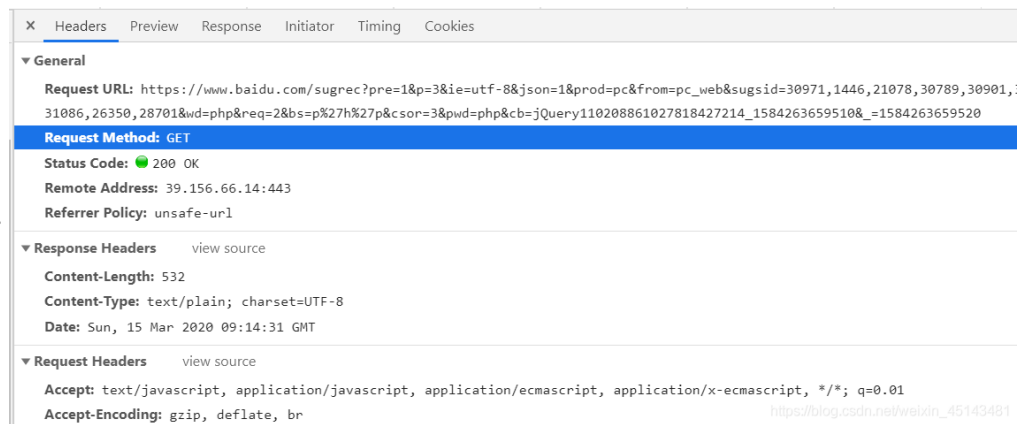 × Headers Preview Response Initiator Timing Cookies
▼ General
Request URL: https://www.baidu.com/sugrec?pre=1&p=3&ie=utf-8&json=1&prod=pc&from=pc_web&sugsid=30971,1446,21078,30789,30901,
31086,26350,28701&wd=php&req=2&bs=p%27h%27p&csor=3&pwd=php&cb=jQuery110208861027818427214_1584263659510&_=1584263659520
Request Method: GET
Status Code: 200 OK
Remote Address: 39.156.66.14:443
Referrer Policy: unsafe-url
▼ Response Headers view source
Content-Length: 532
Content-Type: text/plain; charset=UTF-8
Date: Sun, 15 Mar 2020 09:14:31 GMT
▼ Request Headers view source
Accept: text/javascript, application/javascript, application/ecmascript, application/x-ecmascript, */*; q=0.01
Accept-Encoding: gzip, deflate, br
https://blog.csdn.net/weixin_45143481